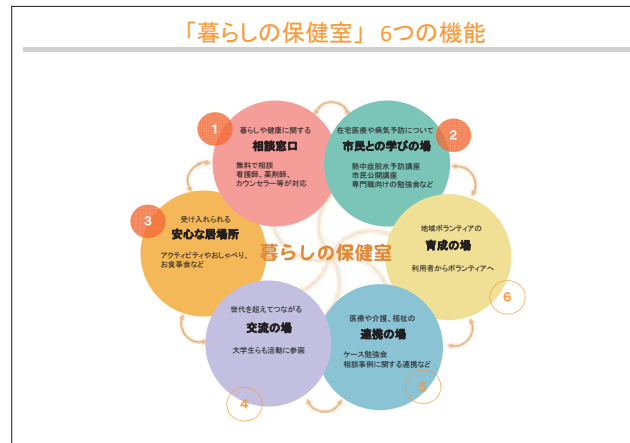 「暮らしの保健室」 6つの機能
1
暮らしや健康に関する
相談窓口
無料で相談
看護師、薬剤師、
カウンセラー等が対応
2
在宅医療や病気予防について
市民との学びの場
熱中症脱水予防講座
市民公開講座
専門職向けの勉強会など
3
受け入れられる
安心な居場所
アクティビティやおしゃべり、
お食事会など
暮らしの保健室
地域ボランティアの
育成の場
利用者からボランティアへ
6
世代を超えてつながる
交流の場
大学生らも活動に参画
4
医療や介護、福祉の
連携の場
ケース勉強会
相談事例に関する連携など
5